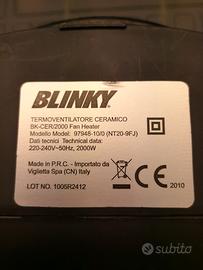 BLINKY
TERMOVENTILATORE CERAMICO
BK-CER/2000 Fan Heater
Modello Model: 97948-10/0 (NT20-9FJ)
Dati tecnici Technical data:
220-240V~50Hz, 2000W
Made in P.R.C. - Importato da
Viglietta Spa (CN) Italy
LOT NO. 1005R2412
CE
2010
subito